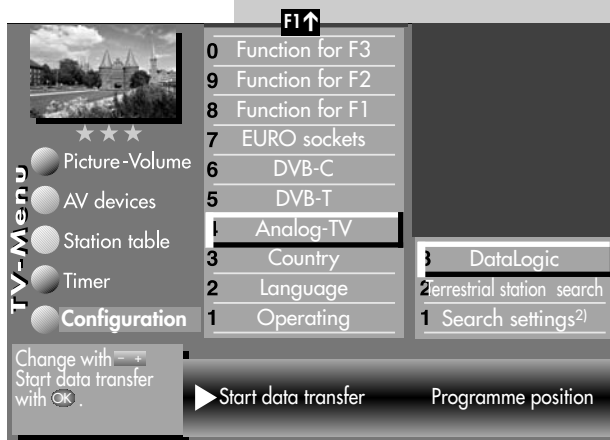 F1↑
0 Function for F3
9 Function for F2
8 Function for F1
7 EURO sockets
6 DVB-C
5 DVB-T
4 Analog-TV
3 Country
2 Language
1 Operating
TV-Menu
Picture-Volume
AV devices
Station table
Timer
Configuration
3 DataLogic
2 Terrestrial station search
1 Search settings2)
Change with - +
Start data transfer
with OK .
Start data transfer
Programme position